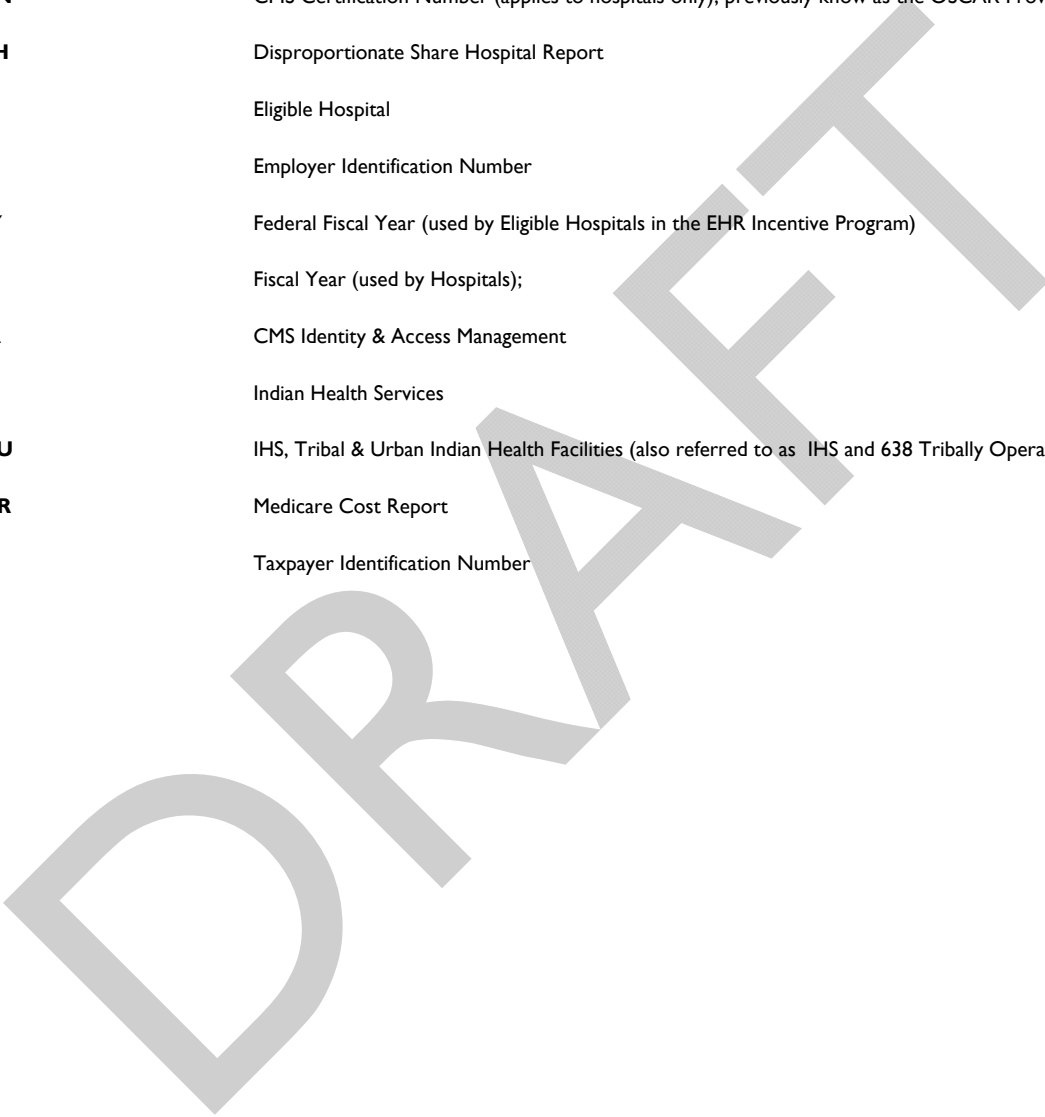 N CMS Certification Number (applies to hospitals only), previously know as the OSCAR Prov
H Disproportionate Share Hospital Report
Eligible Hospital
Employer Identification Number
Y Federal Fiscal Year (used by Eligible Hospitals in the EHR Incentive Program)
Fiscal Year (used by Hospitals);
CMS Identity & Access Management
Indian Health Services
U IHS, Tribal & Urban Indian Health Facilities (also referred to as IHS and 638 Tribally Opera
R Medicare Cost Report
Taxpayer Identification Number
DRAFT